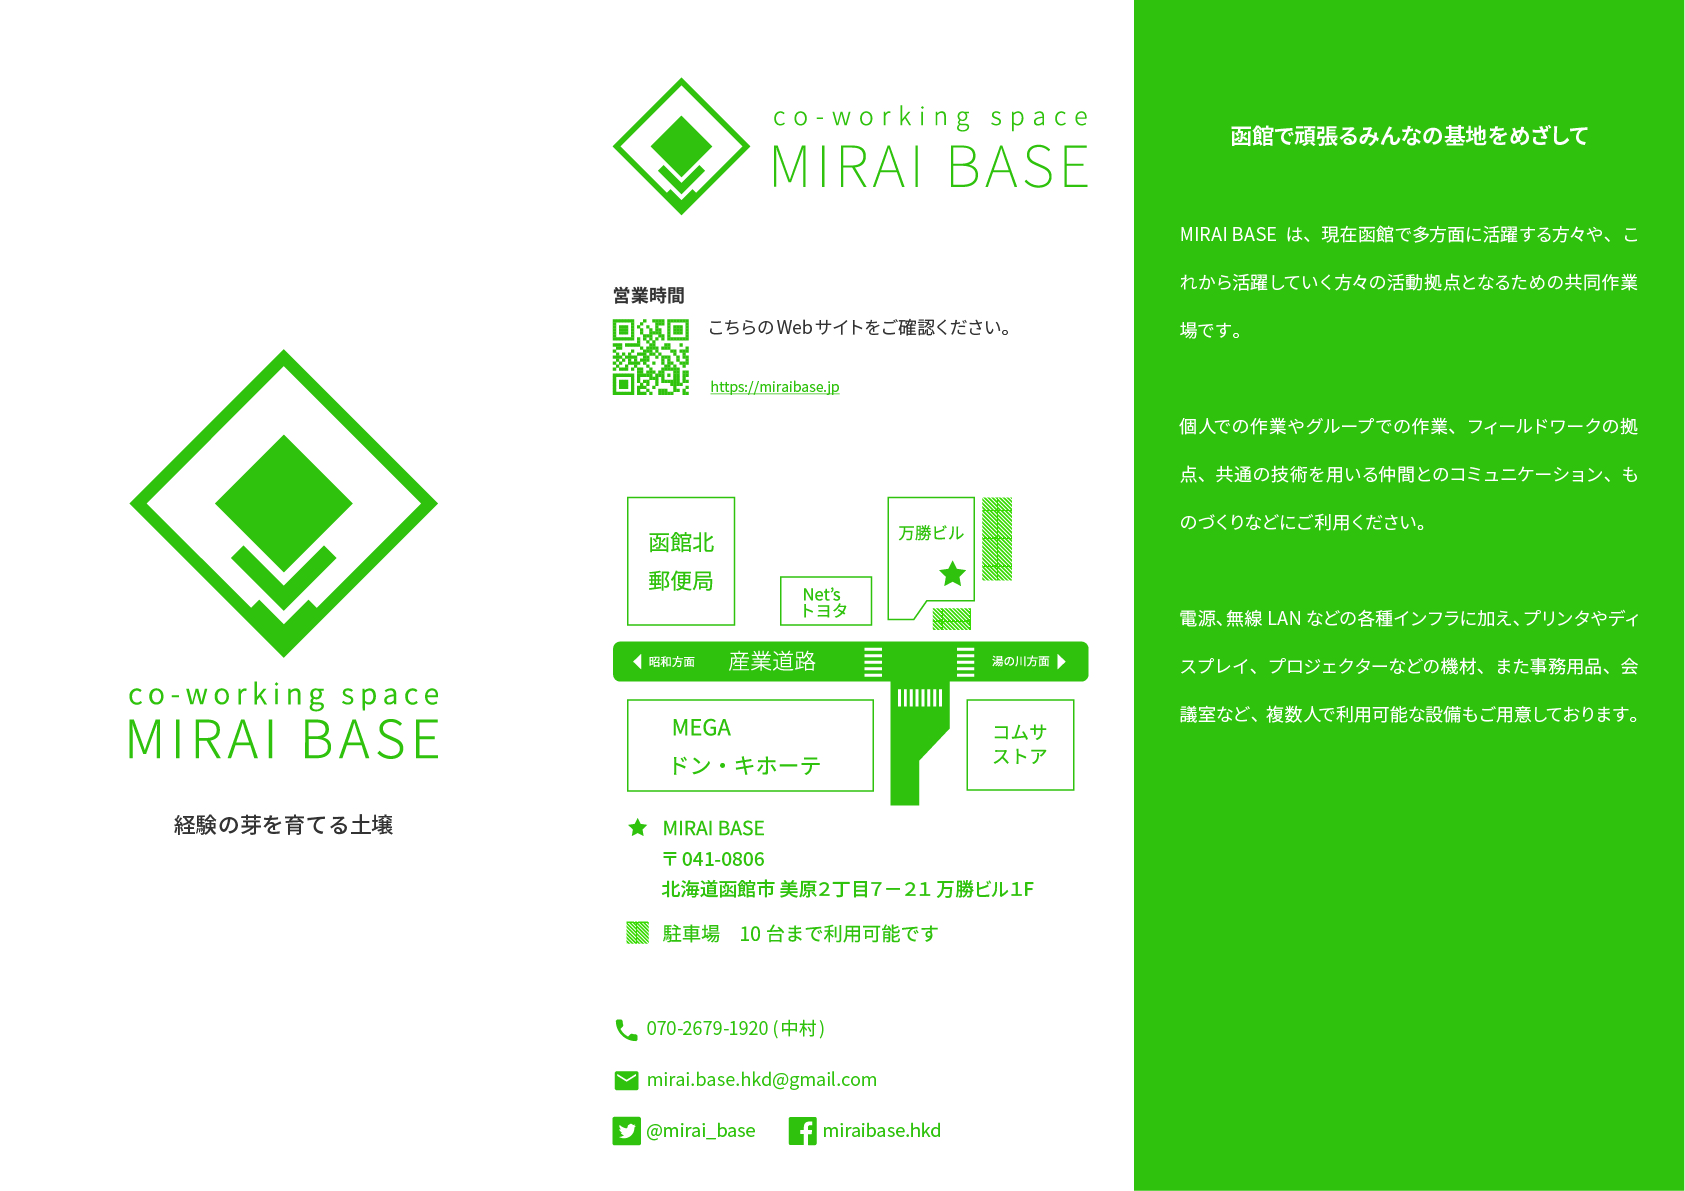 co-working space
MIRAI BASE
経験の芽を育てる土壌
co-working space
MIRAI BASE
営業時間
こちらのWebサイトをご確認ください。
https://miraibase.jp
函館北
郵便局
Net’s
トヨタ
万勝ビル
昭和方面
産業道路
湯の川方面
MEGA
ドン・キホーテ
コムサ
ストア
MIRAI BASE
〒041-0806
北海道函館市 美原2丁目7－21 万勝ビル1F
駐車場　10 台まで利用可能です
070-2679-1920 (中村)
mirai.base.hkd@gmail.com
@mirai_base
miraibase.hkd
函館で頑張るみんなの基地をめざして
MIRAI BASE は、現在函館で多方面に活躍する方々や、こ
れから活躍していく方々の活動拠点となるための共同作業
場です。
個人での作業やグループでの作業、フィールドワークの拠
点、共通の技術を用いる仲間とのコミュニケーション、も
のづくりなどにご利用ください。
電源、無線 LAN などの各種インフラに加え、プリンタやディ
スプレイ、プロジェクターなどの機材、また事務用品、会
議室など、複数人で利用可能な設備もご用意しております。